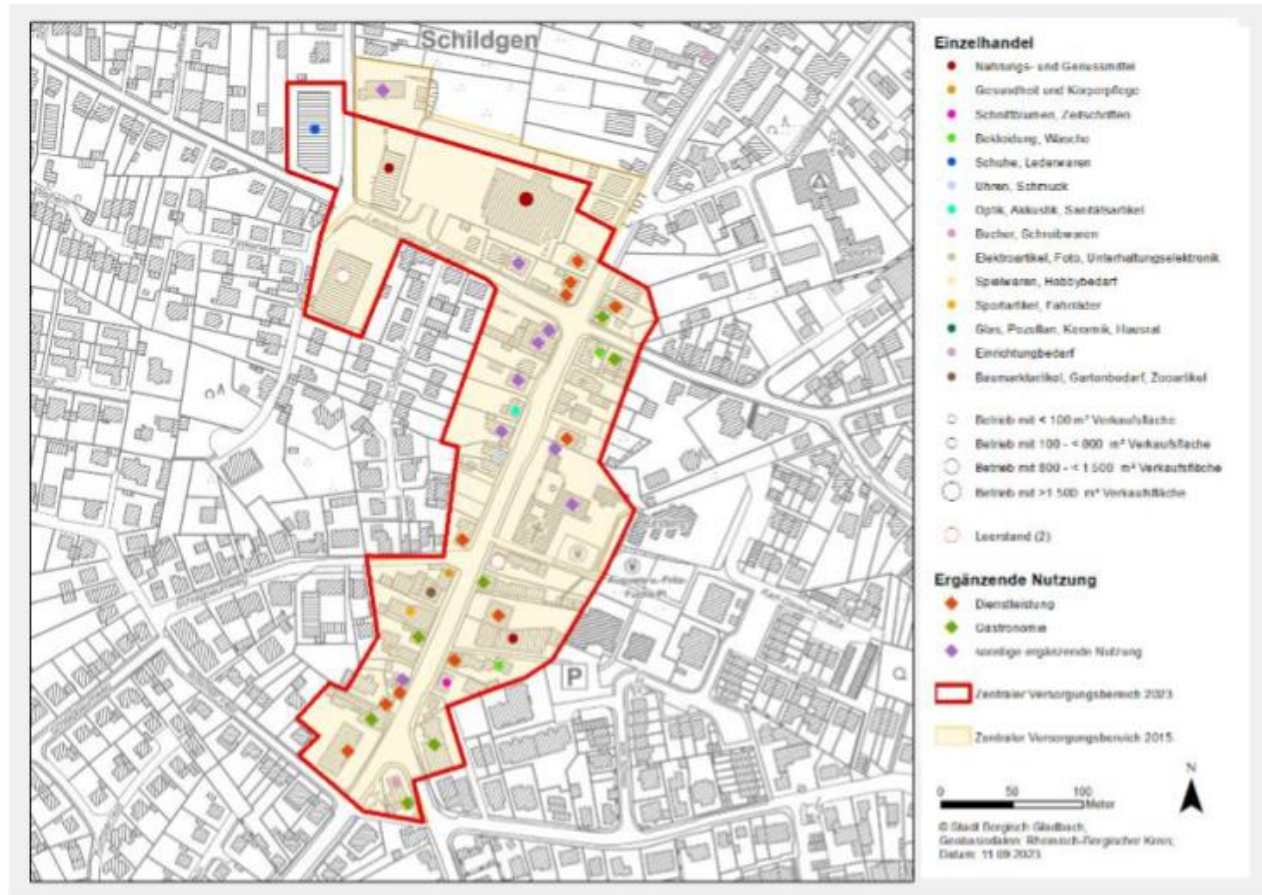 Schildgen
P
Einzelhandel
Nahrungs- und Genussmittel
Gesundheit und Körperpflege
Schnittblumen, Zeitschriften
Bekleidung, Wäsche
Schuhe, Lederwaren
Uhren, Schmuck
Optik, Akkustik, Sanitätsartikel
Bücher, Schreibwaren
Elektroartikel, Foto, Unterhaltungselektronik
Spielwaren, Hobbybedarf
Sportartikel, Fahrräder
Glas, Pozellan, Keramik, Hausrat
Einrichtungbedarf
Baumarktartikel, Gartenbedarf, Zooartikel
Betrieb mit < 100 m² Verkaufsfläche
Betrieb mit 100 - < 800 m² Verkaufsfläche
Betrieb mit 800 - < 1.500 m² Verkaufsfläche
Betrieb mit >1.500 m² Verkaufsfläche
Leerstand (2)
Ergänzende Nutzung
Dienstleistung
Gastronomie
sonstige ergänzende Nutzung
Zentraler Versorgungsbereich 2023
Zentraler Versorgungsbereich 2015
N
0 50 100
Meter
© Stadt Bergisch Gladbach,
Geobasisdaten: Rheinisch-Bergischer Kreis,
Datum: 11.09.2023